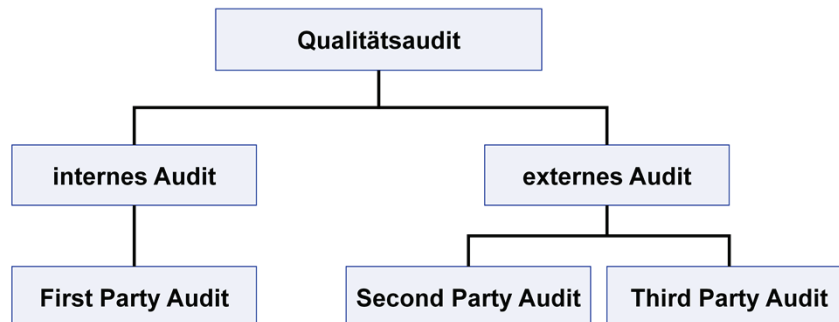 Qualitätsaudit
internes Audit
externes Audit
First Party Audit
Second Party Audit
Third Party Audit